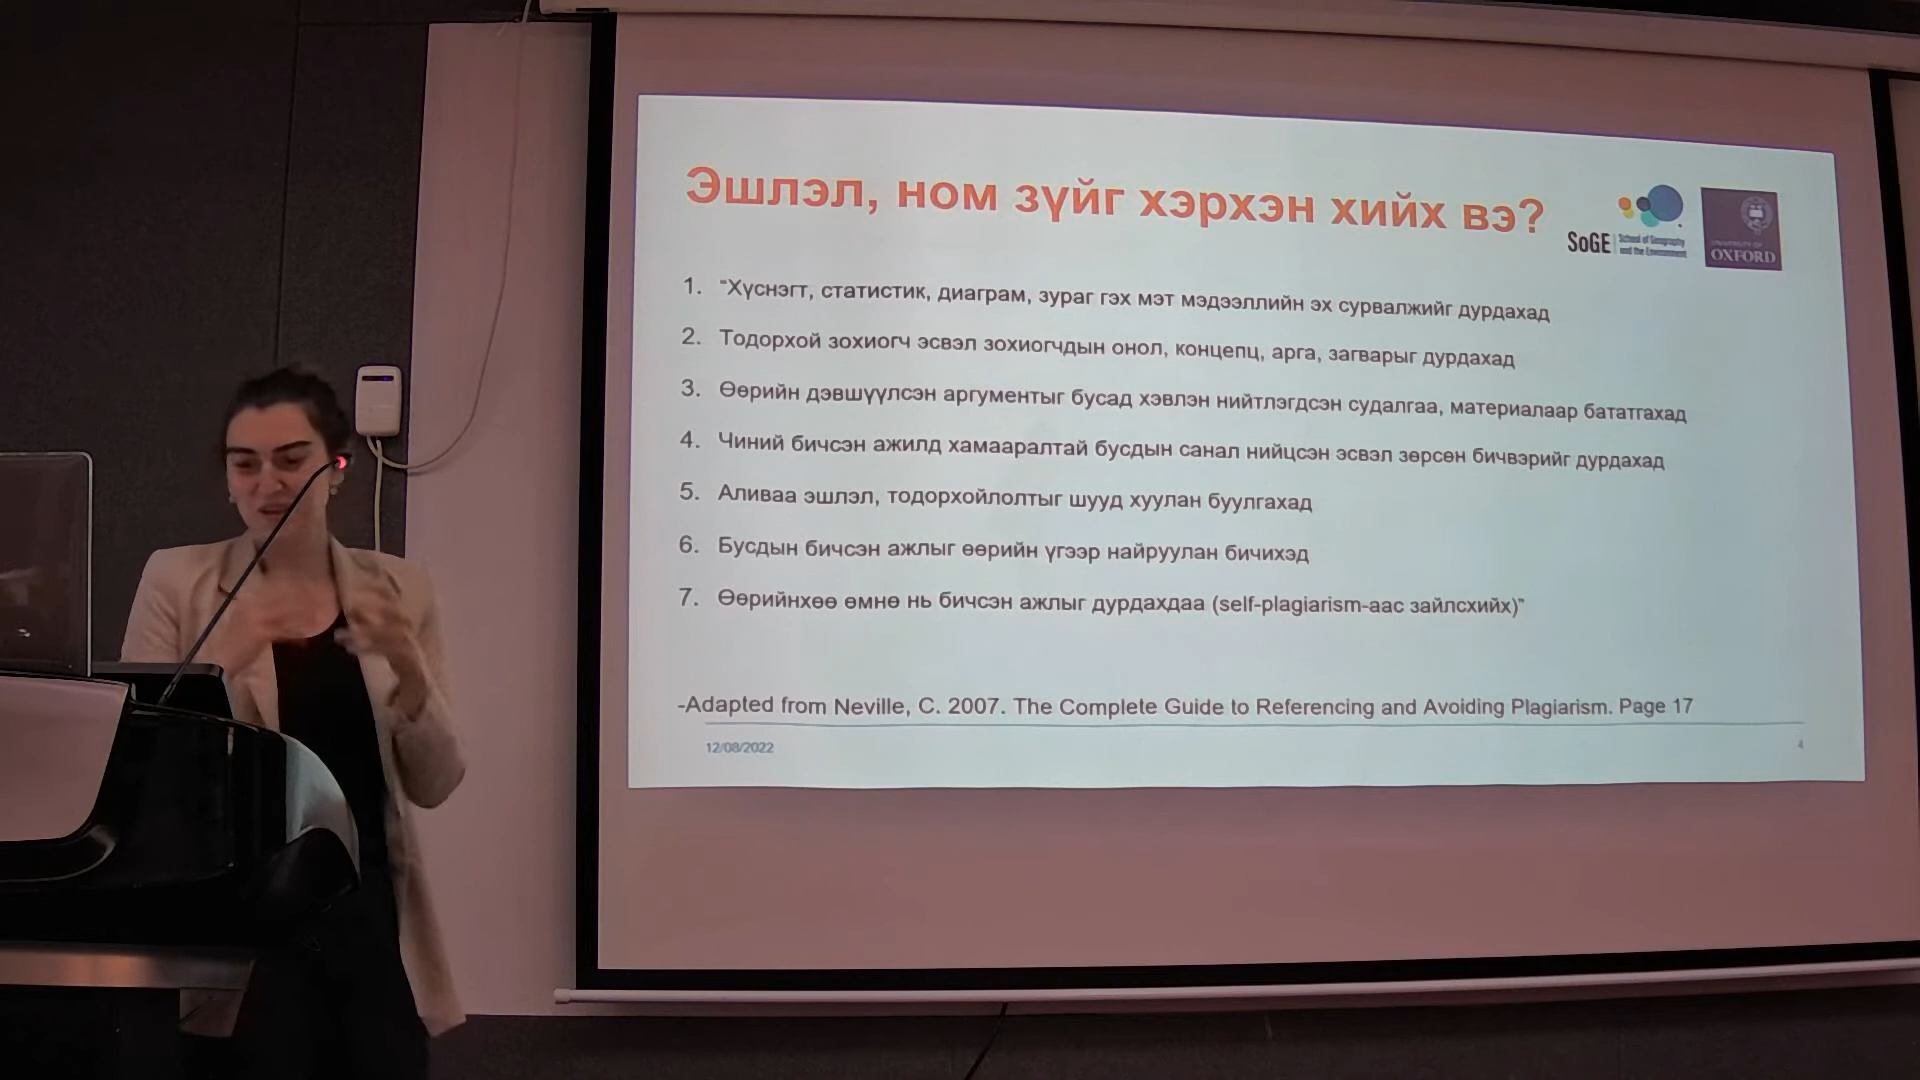 Эшлэл, ном зүйг хэрхэн хийх вэ?
SoGE
School of Geography
and the Environment
UNIVERSITY OF
OXFORD
1. "Хүснэгт, статистик, диаграм, зураг гэх мэт мэдээллийн эх сурвалжийг дурдахад
2. Тодорхой зохиогч эсвэл зохиогчдын онол, концепц, арга, загварыг дурдахад
3. Өөрийн дэвшүүлсэн аргументыг бусад хэвлэн нийтлэгдсэн судалгаа, материалаар бататгахад
4. Чиний бичсэн ажилд хамааралтай бусдын санал нийцсэн эсвэл зөрсөн бичвэрийг дурдахад
5. Аливаа эшлэл, тодорхойлолтыг шууд хуулан буулгахад
6. Бусдын бичсэн ажлыг өөрийн үгээр найруулан бичихэд
7. Өөрийнхөө өмнө нь бичсэн ажлыг дурдахдаа (self-plagiarism-аас зайлсхийх)"
-Adapted from Neville, C. 2007. The Complete Guide to Referencing and Avoiding Plagiarism. Page 17
12/08/2022
4